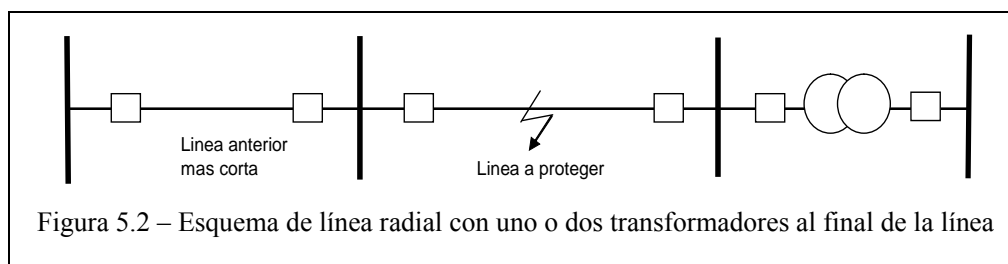 Linea anterior
mas corta
Linea a proteger
Figura 5.2 – Esquema de línea radial con uno o dos transformadores al final de la línea